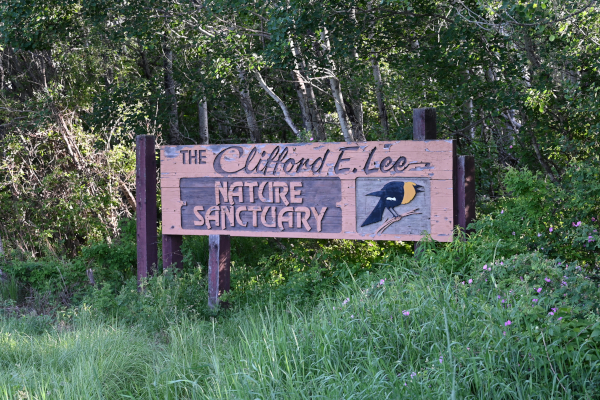 THE Clifford E. Lee
NATURE
SANCTUARY